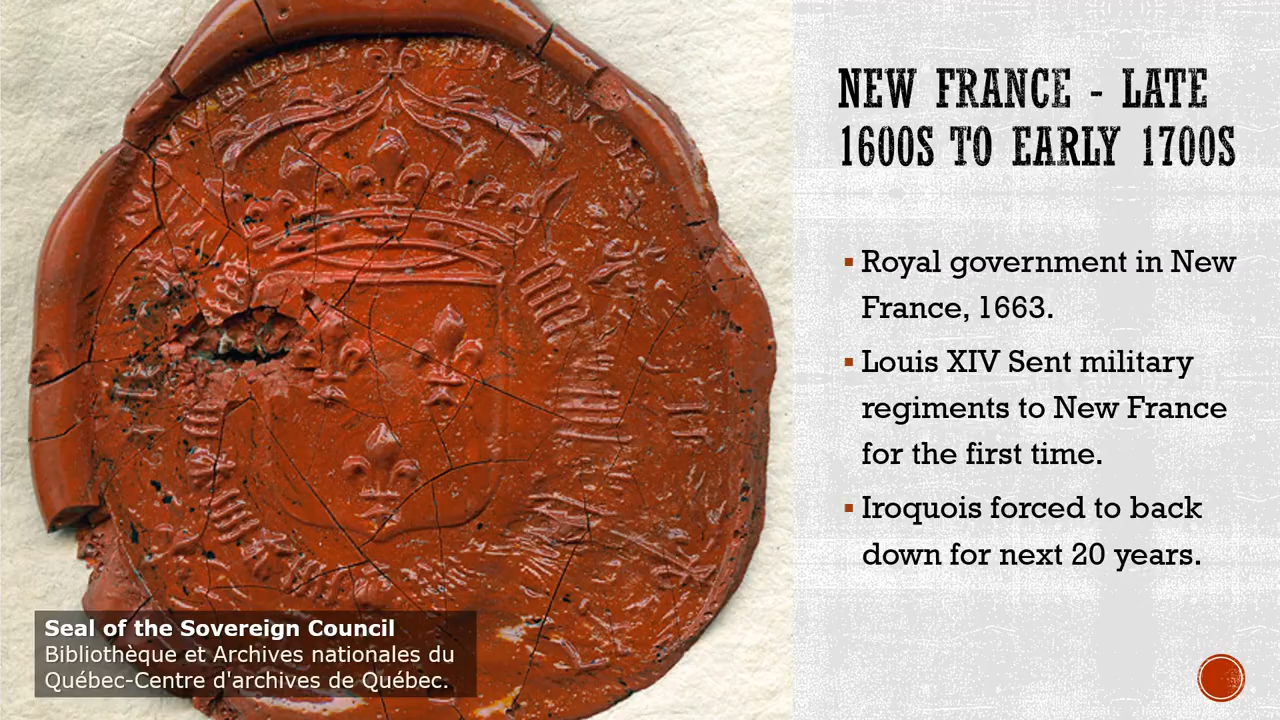 NEW FRANCE - LATE
1600S TO EARLY 1700S
Royal government in New
France, 1663.
Louis XIV Sent military
regiments to New France
for the first time.
Iroquois forced to back
down for next 20 years.
Seal of the Sovereign Council
Bibliothèque et Archives nationales du
Québec-Centre d'archives de Québec.